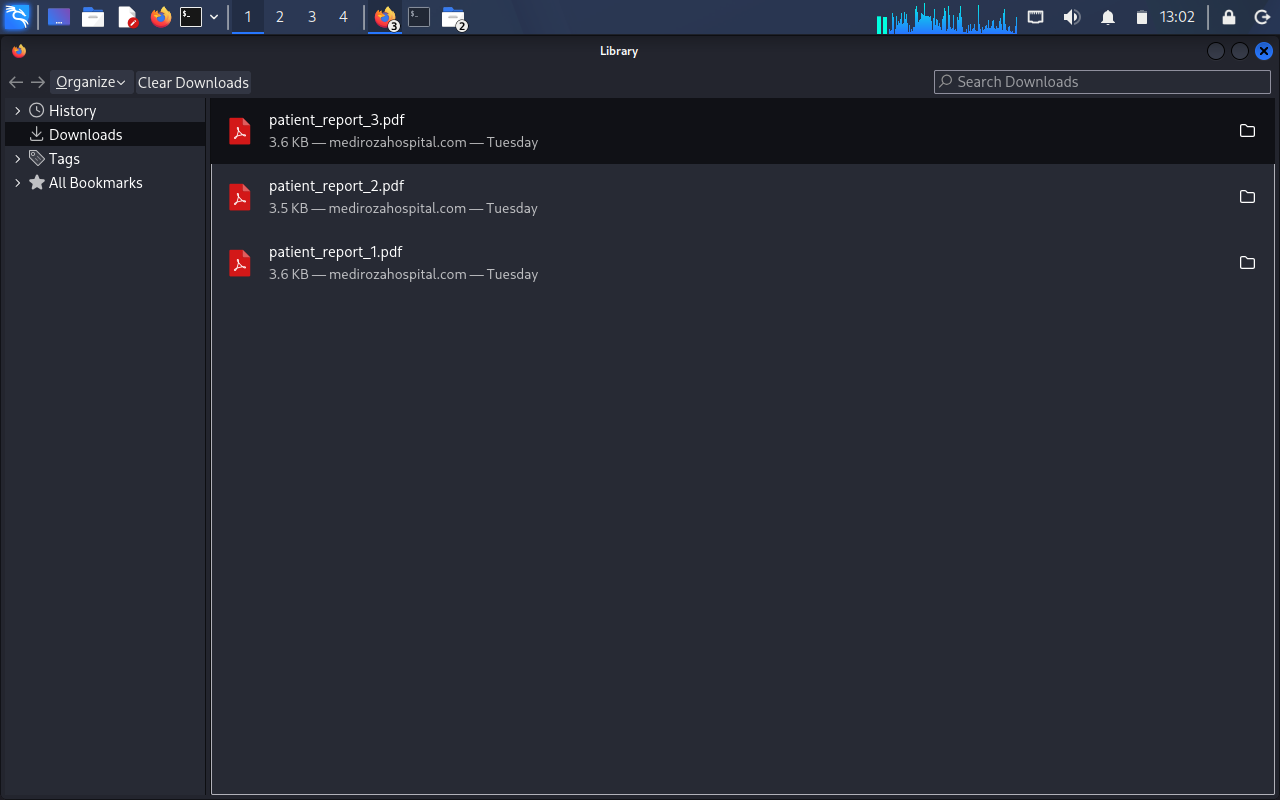 1 2 3 4 3 2 13:02
Library
Organize Clear Downloads Search Downloads
History
Downloads
Tags
All Bookmarks
patient_report_3.pdf
3.6 KB — medirozahospital.com — Tuesday
patient_report_2.pdf
3.5 KB — medirozahospital.com — Tuesday
patient_report_1.pdf
3.6 KB — medirozahospital.com — Tuesday